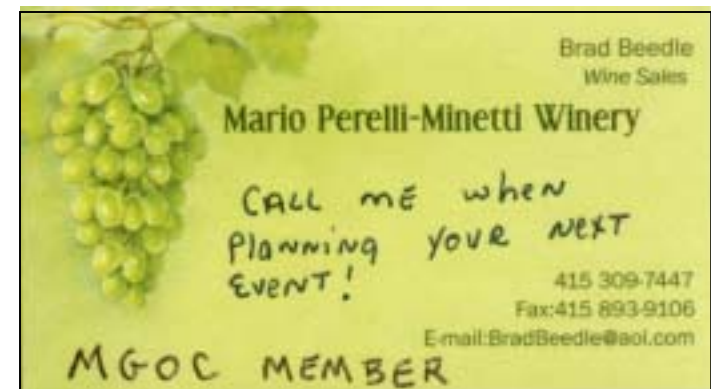 Brad Beedle
Wine Sales
Mario Perelli-Minetti Winery
CALL ME when
Planning YOUR NEXT
EVENT!
415 309-7447
Fax:415 893-9106
E-mail:BradBeedle@aol.com
MGOC MEMBER